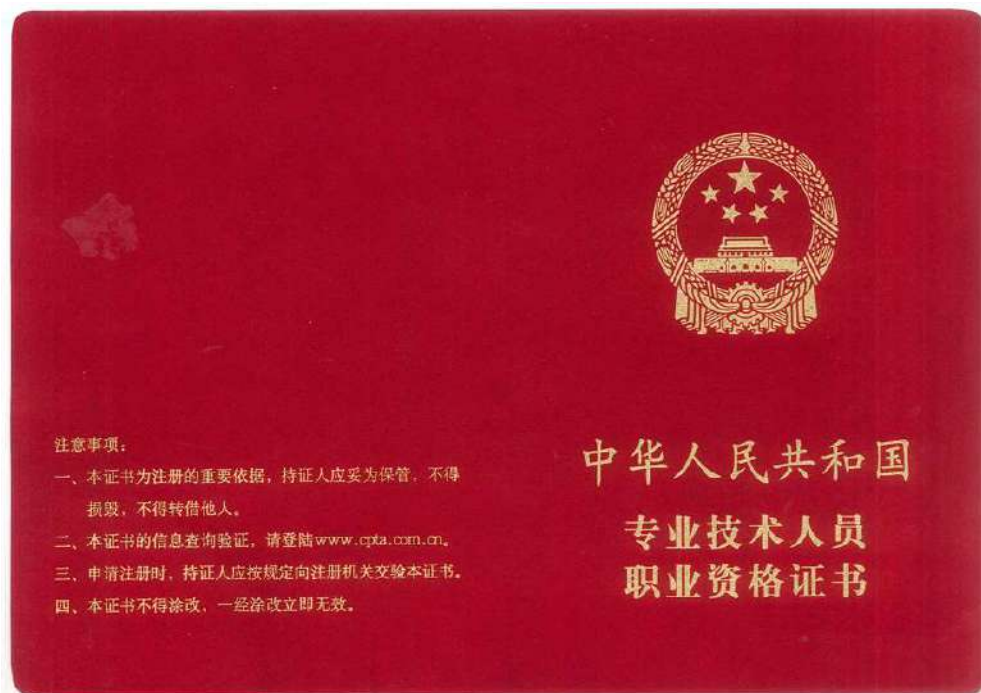 注意事项：
一、本证书为注册的重要依据，持证人应妥为保管，不得
损毁，不得转借他人。
二、本证书的信息查询验证，请登陆www.cpta.com.cn。
三、申请注册时，持证人应按规定向注册机关交验本证书。
四、本证书不得涂改，一经涂改立即无效。
中华人民共和国
专业技术人员
职业资格证书